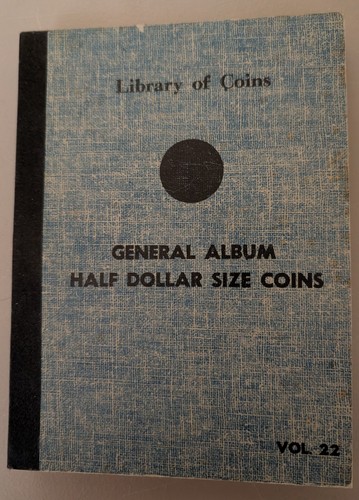 Library of Coins
GENERAL ALBUM
HALF DOLLAR SIZE COINS
VOL. 22